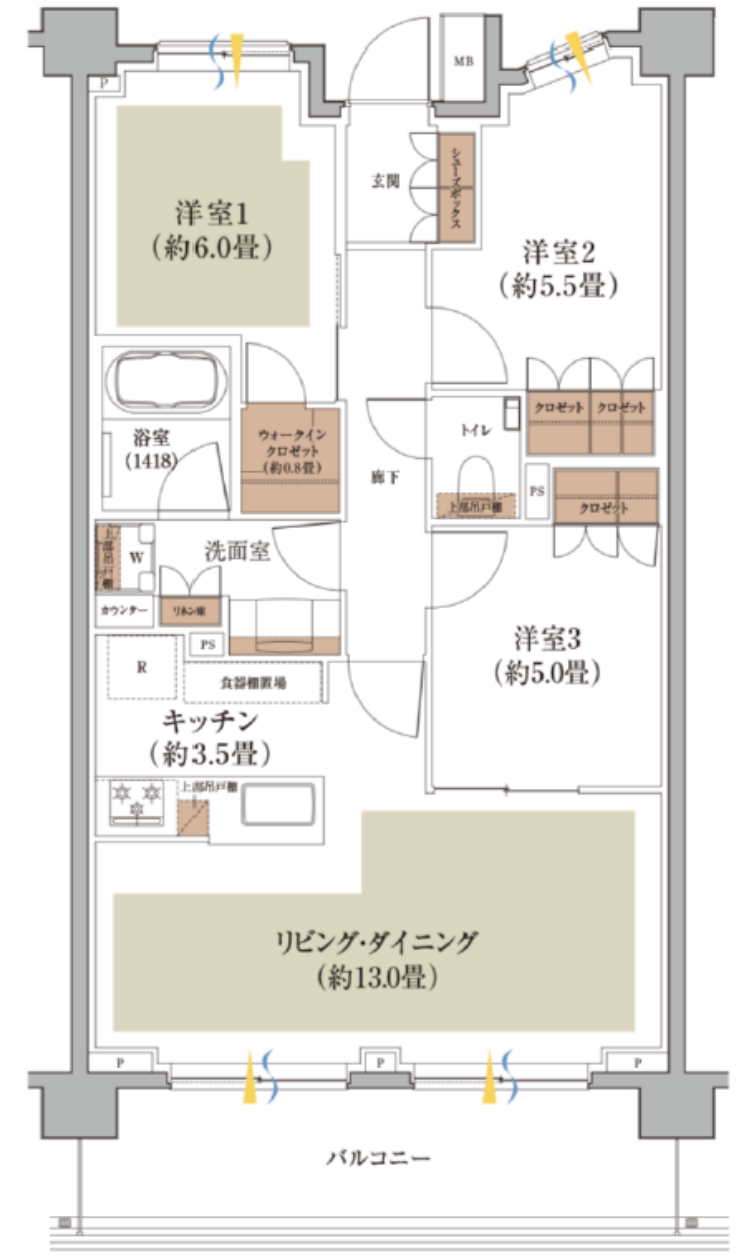 MB
P
玄関
シューズボックス
洋室1
(約6.0畳)
洋室2
(約5.5畳)
クロゼット
クロゼット
トイレ
浴室
(1418)
ウォークイン
クロゼット
(約0.8畳)
廊下
PS
上部吊戸棚
クロゼット
上部吊戸棚
W
洗面室
カウンター
リネン庫
PS
R
食器棚置場
洋室3
(約5.0畳)
キッチン
(約3.5畳)
上部吊戸棚
リビング・ダイニング
(約13.0畳)
P
P
P
バルコニー